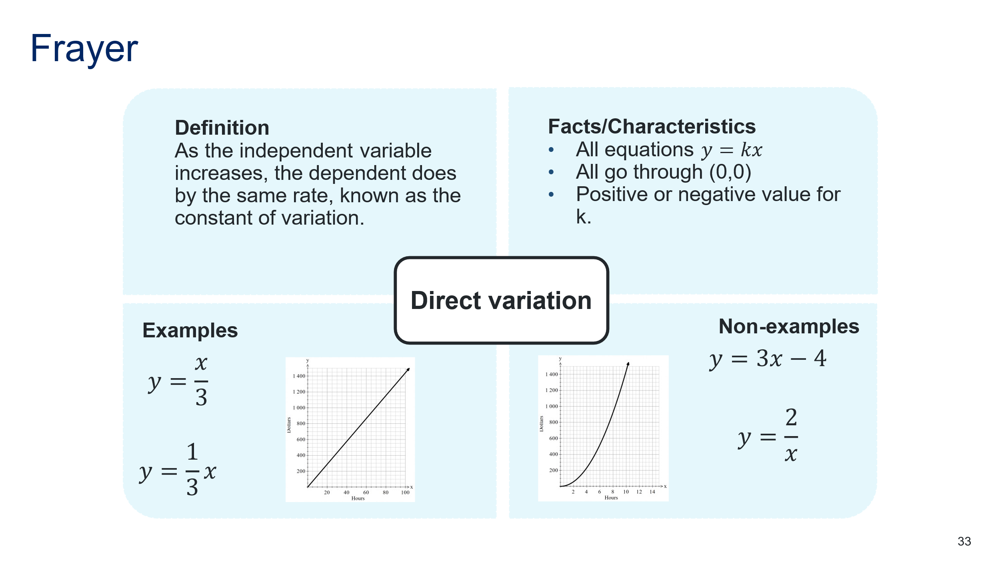 Frayer
Definition
As the independent variable
increases, the dependent does
by the same rate, known as the
constant of variation.
Facts/Characteristics
• All equations y = kx
• All go through (0,0)
• Positive or negative value for
k.
Direct variation
Examples
y = x/3
y = 1/3 x
y
1 400
1 200
1 000
800
600
400
200
Dollars
20 40 60 80 100 x
Hours
Non-examples
y = 3x − 4
y = 2/x
y
1 400
1 200
1 000
800
600
400
200
Dollars
2 4 6 8 10 12 14 x
Hours
33